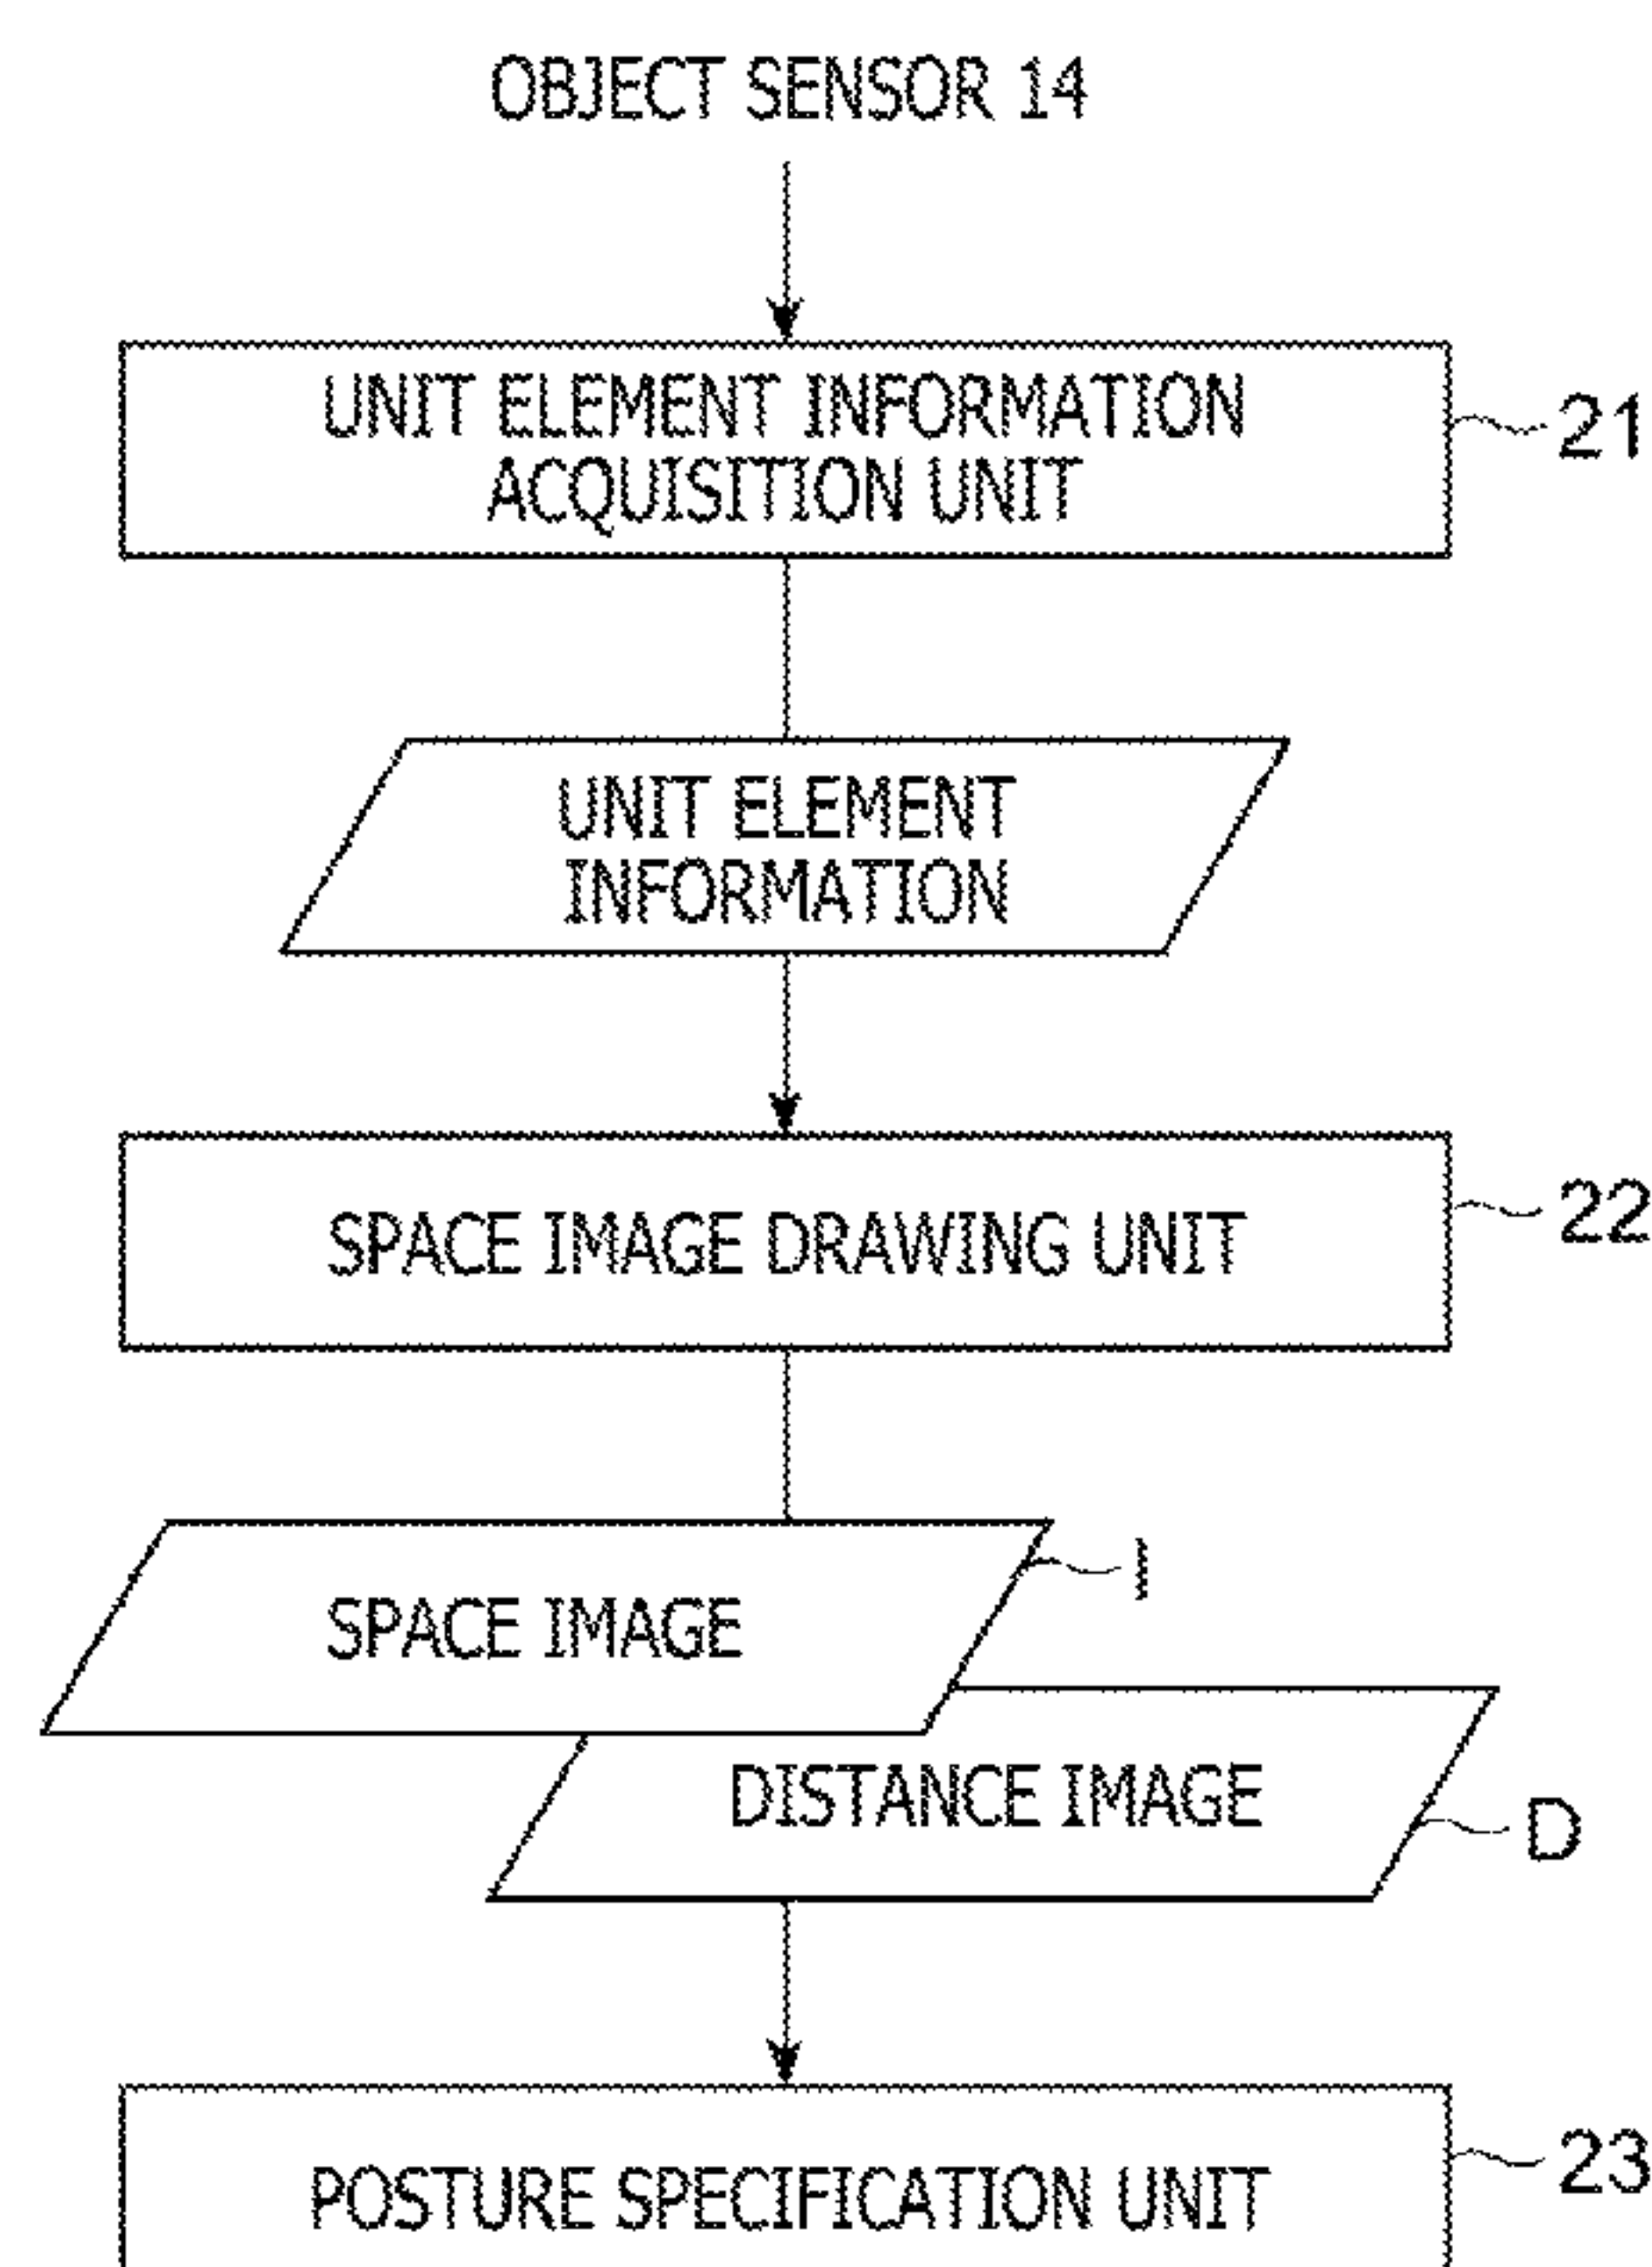 OBJECT SENSOR 14
UNIT ELEMENT INFORMATION
ACQUISITION UNIT
21
UNIT ELEMENT
INFORMATION
SPACE IMAGE DRAWING UNIT
22
SPACE IMAGE
I
DISTANCE IMAGE
D
POSTURE SPECIFICATION UNIT
23